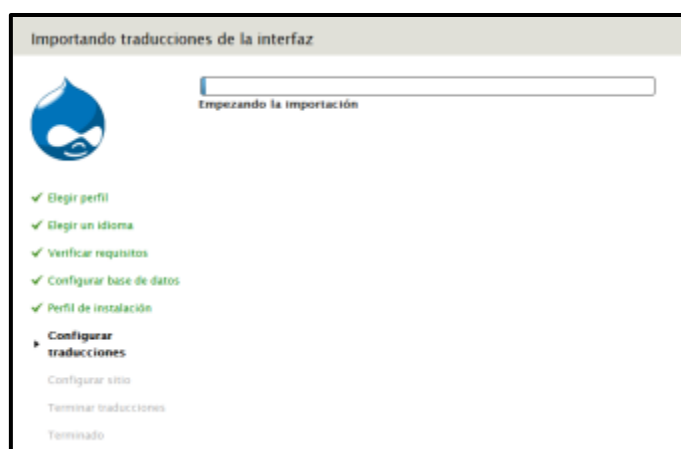 Importando traducciones de la interfaz
Empezando la importación
Elegir perfil
Elegir un idioma
Verificar requisitos
Configurar base de datos
Perfil de instalación
Configurar
traducciones
Configurar sitio
Terminar traducciones
Terminado